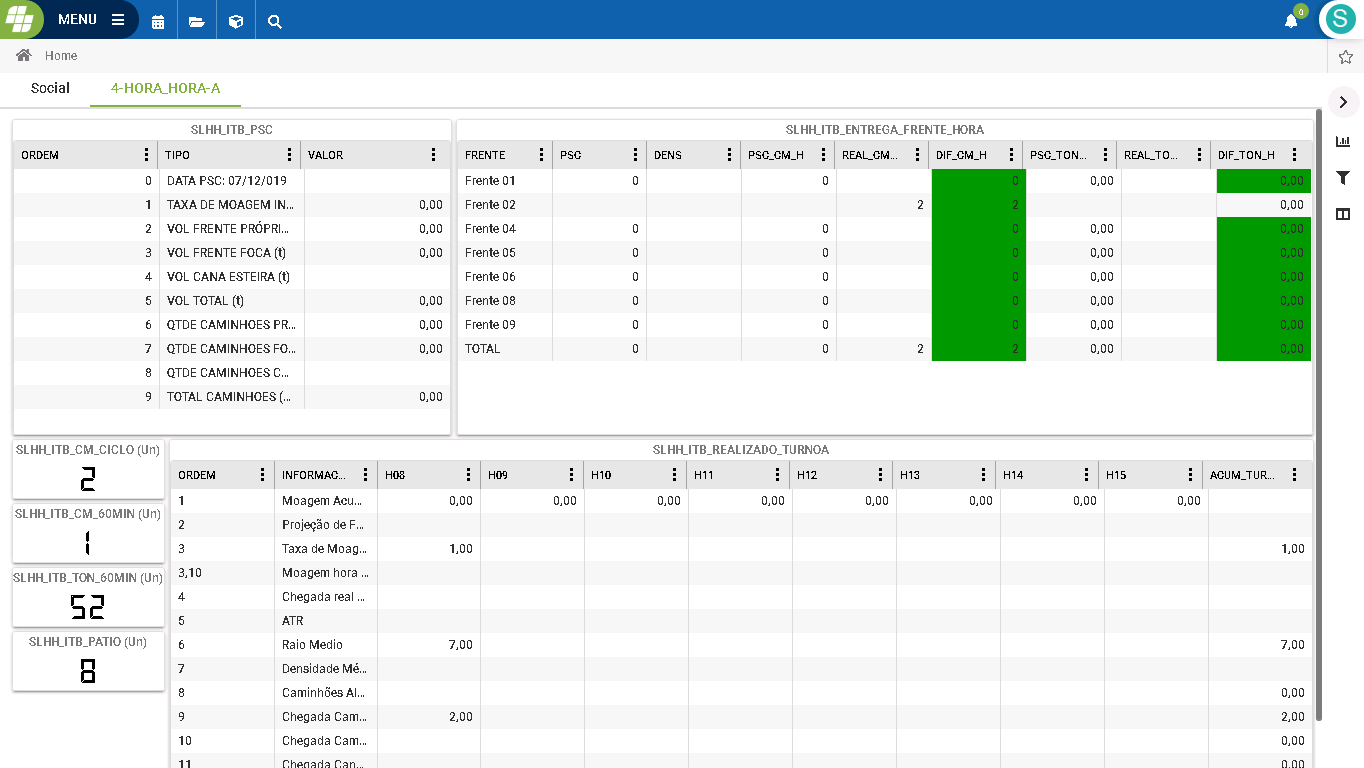 MENU
0
S
Home
Social 4-HORA_HORA-A
SLHH_ITB_PSC
ORDEM TIPO VALOR
0 DATA PSC: 07/12/019
1 TAXA DE MOAGEM IN... 0,00
2 VOL FRENTE PRÓPRI... 0,00
3 VOL FRENTE FOCA (t) 0,00
4 VOL CANA ESTEIRA (t)
5 VOL TOTAL (t) 0,00
6 QTDE CAMINHOES PR... 0,00
7 QTDE CAMINHOES FO... 0,00
8 QTDE CAMINHOES C...
9 TOTAL CAMINHOES (... 0,00
SLHH_ITB_ENTREGA_FRENTE_HORA
FRENTE PSC DENS PSC_CM_H REAL_CM... DIF_CM_H PSC_TON... REAL_TO... DIF_TON_H
Frente 01 0 0 0 0,00 0,00
Frente 02 2 2 0,00
Frente 04 0 0 0 0,00 0,00
Frente 05 0 0 0 0,00 0,00
Frente 06 0 0 0 0,00 0,00
Frente 08 0 0 0 0,00 0,00
Frente 09 0 0 0 0,00 0,00
TOTAL 0 0 2 2 0,00 0,00
SLHH_ITB_CM_CICLO (Un)
2
SLHH_ITB_CM_60MIN (Un)
1
SLHH_ITB_TON_60MIN (Un)
52
SLHH_ITB_PATIO (Un)
8
SLHH_ITB_REALIZADO_TURNOA
ORDEM INFORMAC... H08 H09 H10 H11 H12 H13 H14 H15 ACUM_TUR...
1 Moagem Acu... 0,00 0,00 0,00 0,00 0,00 0,00 0,00 0,00
2 Projeção de F...
3 Taxa de Moag... 1,00 1,00
3,10 Moagem hora ...
4 Chegada real ...
5 ATR
6 Raio Medio 7,00 7,00
7 Densidade Mé...
8 Caminhões Al... 0,00
9 Chegada Cam... 2,00 2,00
10 Chegada Cam... 0,00
11 Chegada Can... 0,00